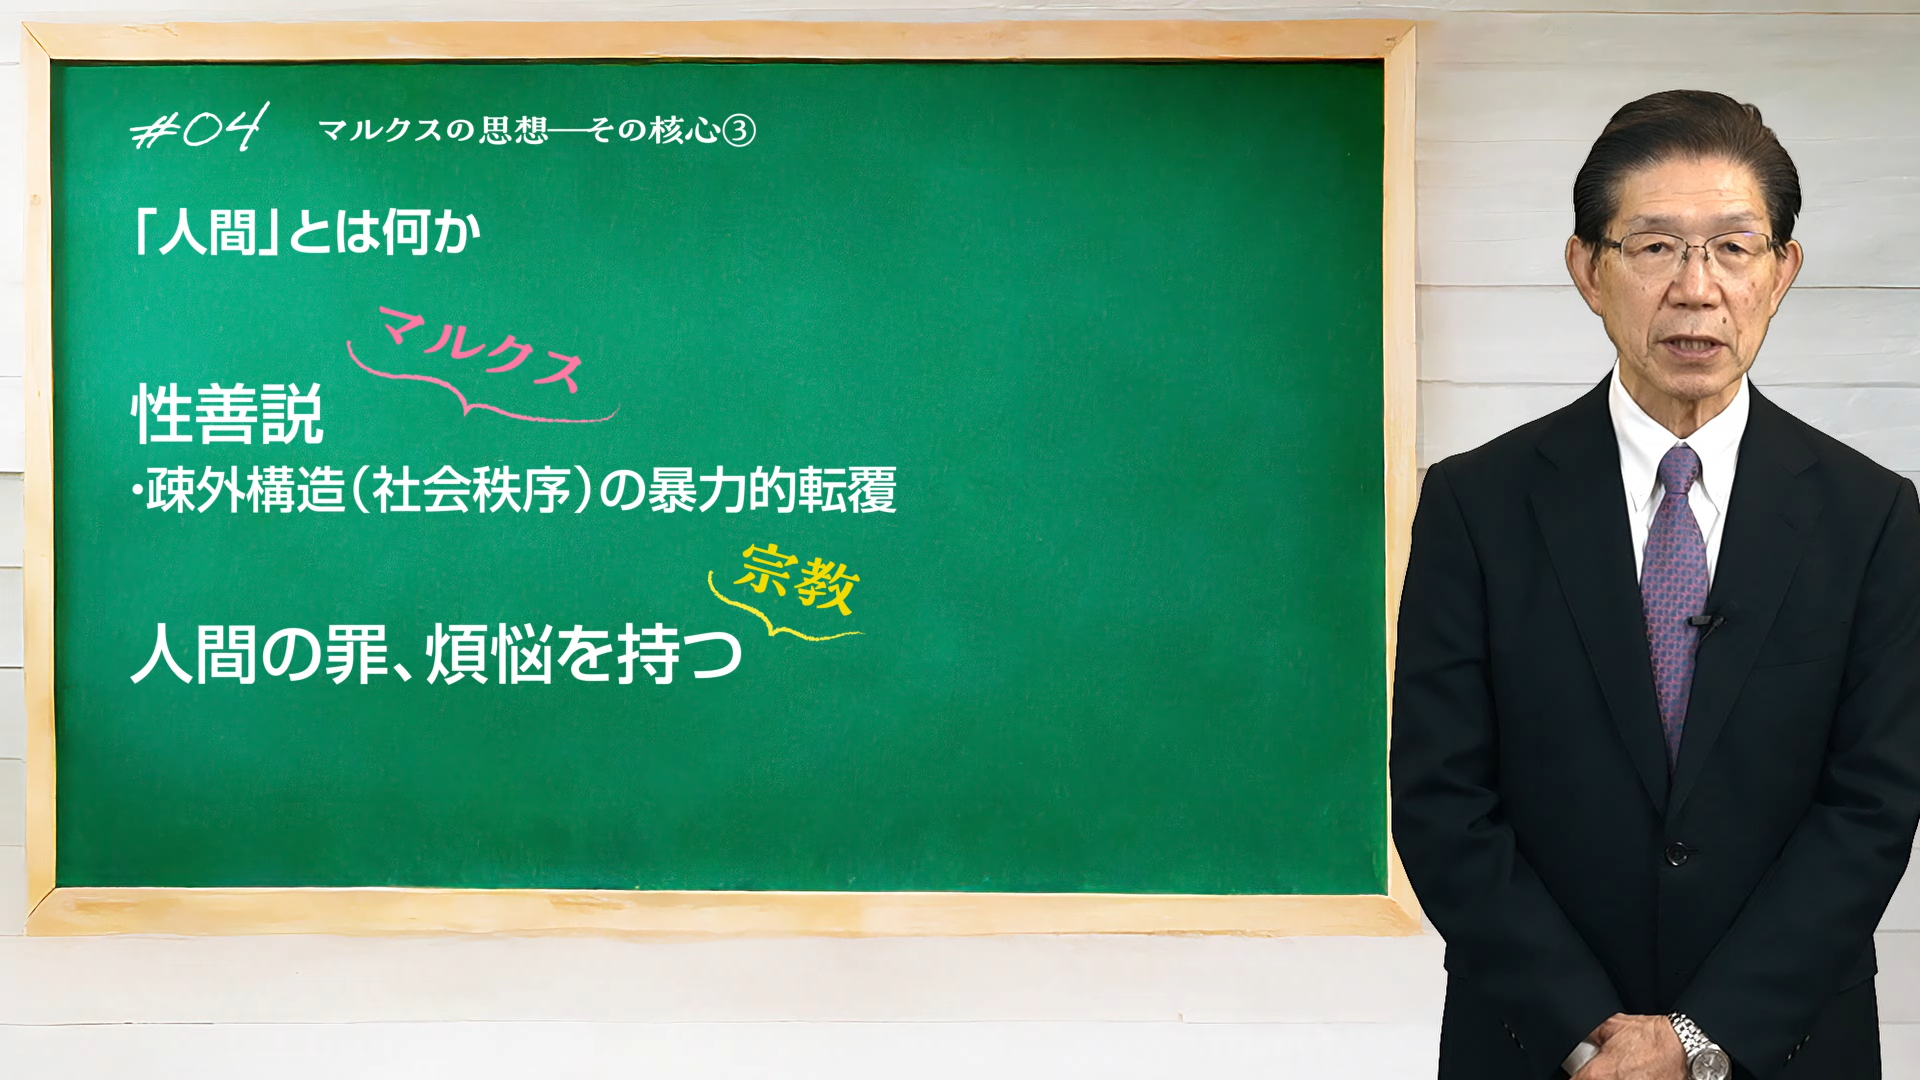 #04 マルクスの思想──その核心③
「人間」とは何か
マルクス
性善説
・疎外構造（社会秩序）の暴力的転覆
宗教
人間の罪、煩悩を持つ